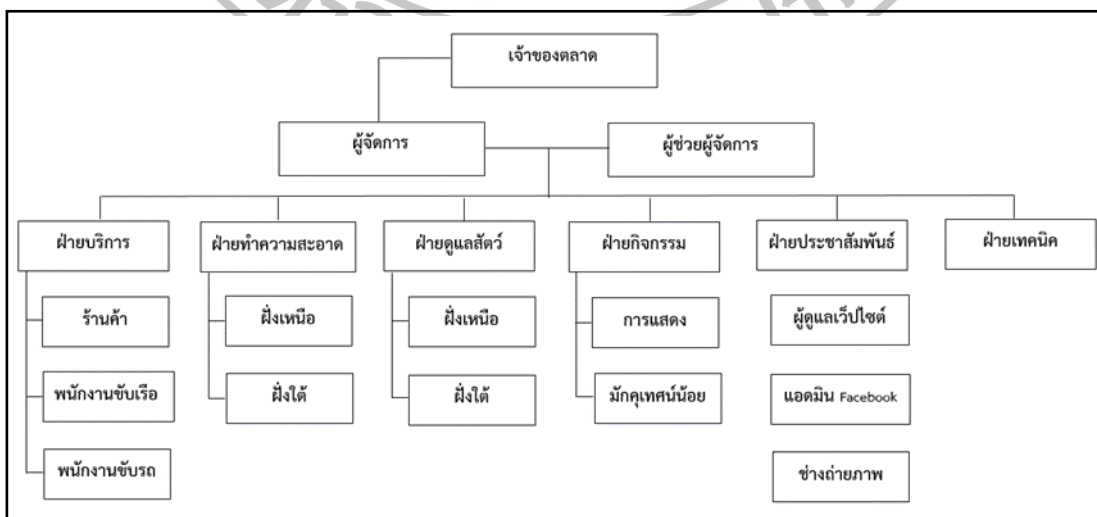 เจ้าของตลาด
ผู้จัดการ
ผู้ช่วยผู้จัดการ
ฝ่ายบริการ
ฝ่ายทำความสะอาด
ฝ่ายดูแลสัตว์
ฝ่ายกิจกรรม
ฝ่ายประชาสัมพันธ์
ฝ่ายเทคนิค
ร้านค้า
ฝั่งเหนือ
ฝั่งเหนือ
การแสดง
ผู้ดูแลเว็ปไซต์
พนักงานขับเรือ
ฝั่งใต้
ฝั่งใต้
มักคุเทศน์น้อย
แอดมิน Facebook
พนักงานขับรถ
ช่างถ่ายภาพ